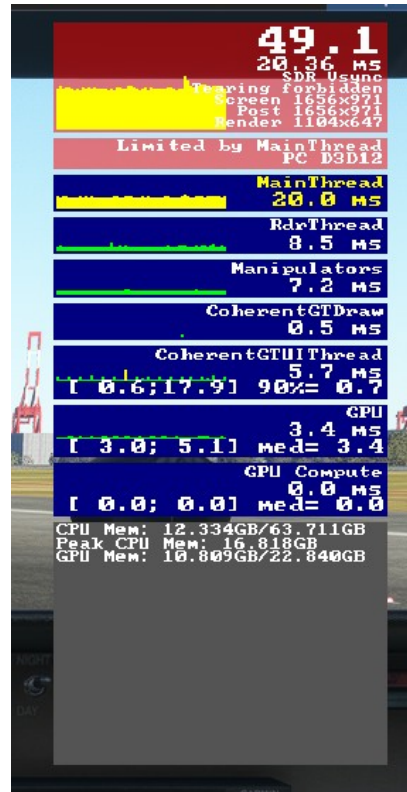 49.1
20.36 ms
SDR Vsync
Tearing forbidden
Screen 1656x971
Post 1656x971
Render 1104x647
Limited by MainThread
PC D3D12
MainThread
20.0 ms
RdrThread
8.5 ms
Manipulators
7.2 ms
CoherentGTDraw
0.5 ms
CoherentGTUIThread
5.7 ms
[ 0.6;17.9] 90%= 0.7
GPU
3.4 ms
[ 3.0; 5.1] med= 3.4
GPU Compute
0.0 ms
[ 0.0; 0.0] med= 0.0
CPU Mem: 12.334GB/63.711GB
Peak CPU Mem: 16.818GB
GPU Mem: 10.809GB/22.840GB
NIGHT
DAY